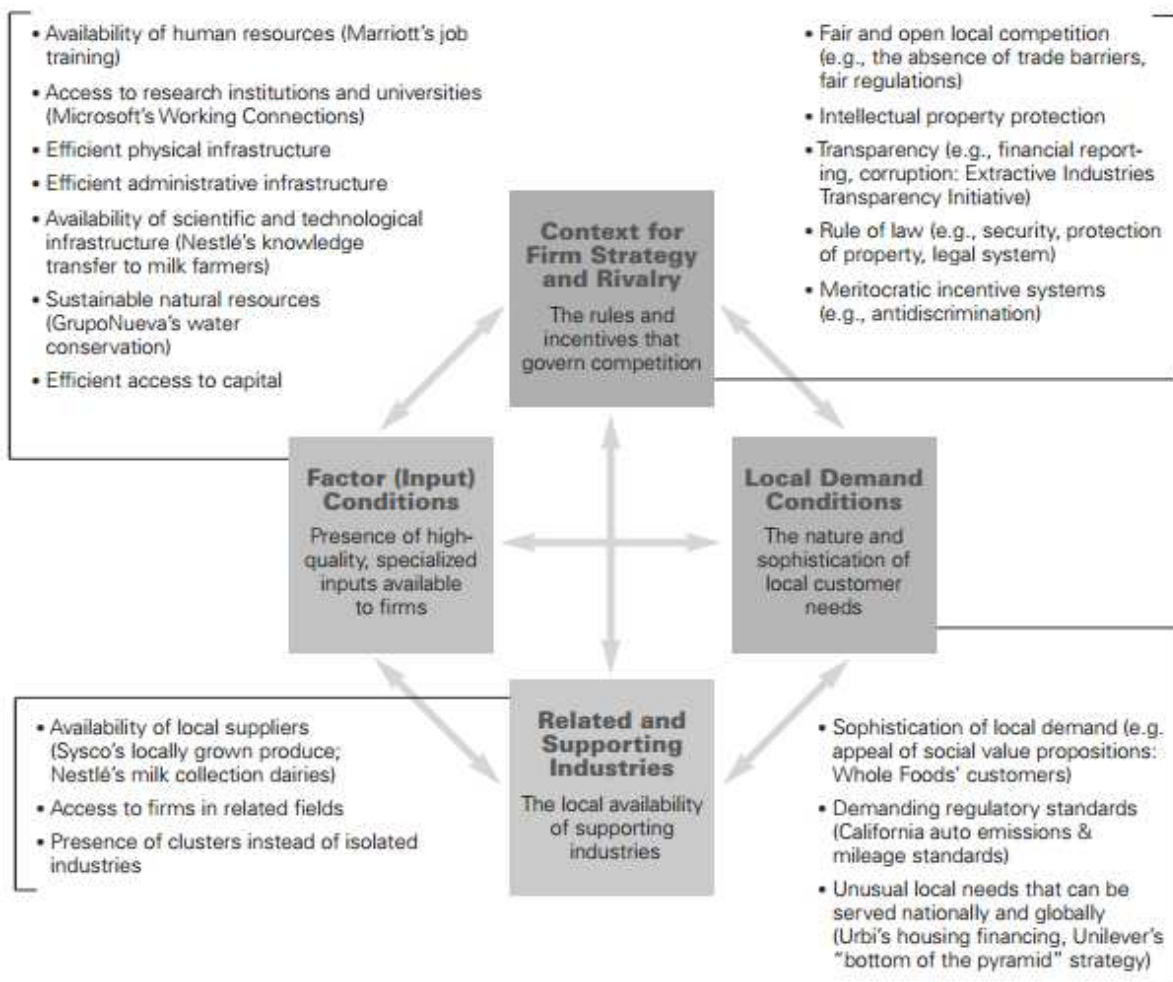 • Availability of human resources (Marriott's job
training)
• Access to research institutions and universities
(Microsoft's Working Connections)
• Efficient physical infrastructure
• Efficient administrative infrastructure
• Availability of scientific and technological
infrastructure (Nestlé's knowledge
transfer to milk farmers)
• Sustainable natural resources
(GrupoNueva's water
conservation)
• Efficient access to capital
• Fair and open local competition
(e.g., the absence of trade barriers,
fair regulations)
• Intellectual property protection
• Transparency (e.g., financial report-
ing, corruption: Extractive Industries
Transparency Initiative)
• Rule of law (e.g., security, protection
of property, legal system)
• Meritocratic incentive systems
(e.g., antidiscrimination)
Context for
Firm Strategy
and Rivalry
The rules and
incentives that
govern competition
Factor (Input)
Conditions
Presence of high-
quality, specialized
inputs available
to firms
Local Demand
Conditions
The nature and
sophistication of
local customer
needs
Related and
Supporting
Industries
The local availability
of supporting
industries
• Availability of local suppliers
(Sysco's locally grown produce;
Nestlé's milk collection dairies)
• Access to firms in related fields
• Presence of clusters instead of isolated
industries
• Sophistication of local demand (e.g.
appeal of social value propositions:
Whole Foods' customers)
• Demanding regulatory standards
(California auto emissions &
mileage standards)
• Unusual local needs that can be
served nationally and globally
(Urbi's housing financing, Unilever's
"bottom of the pyramid" strategy)